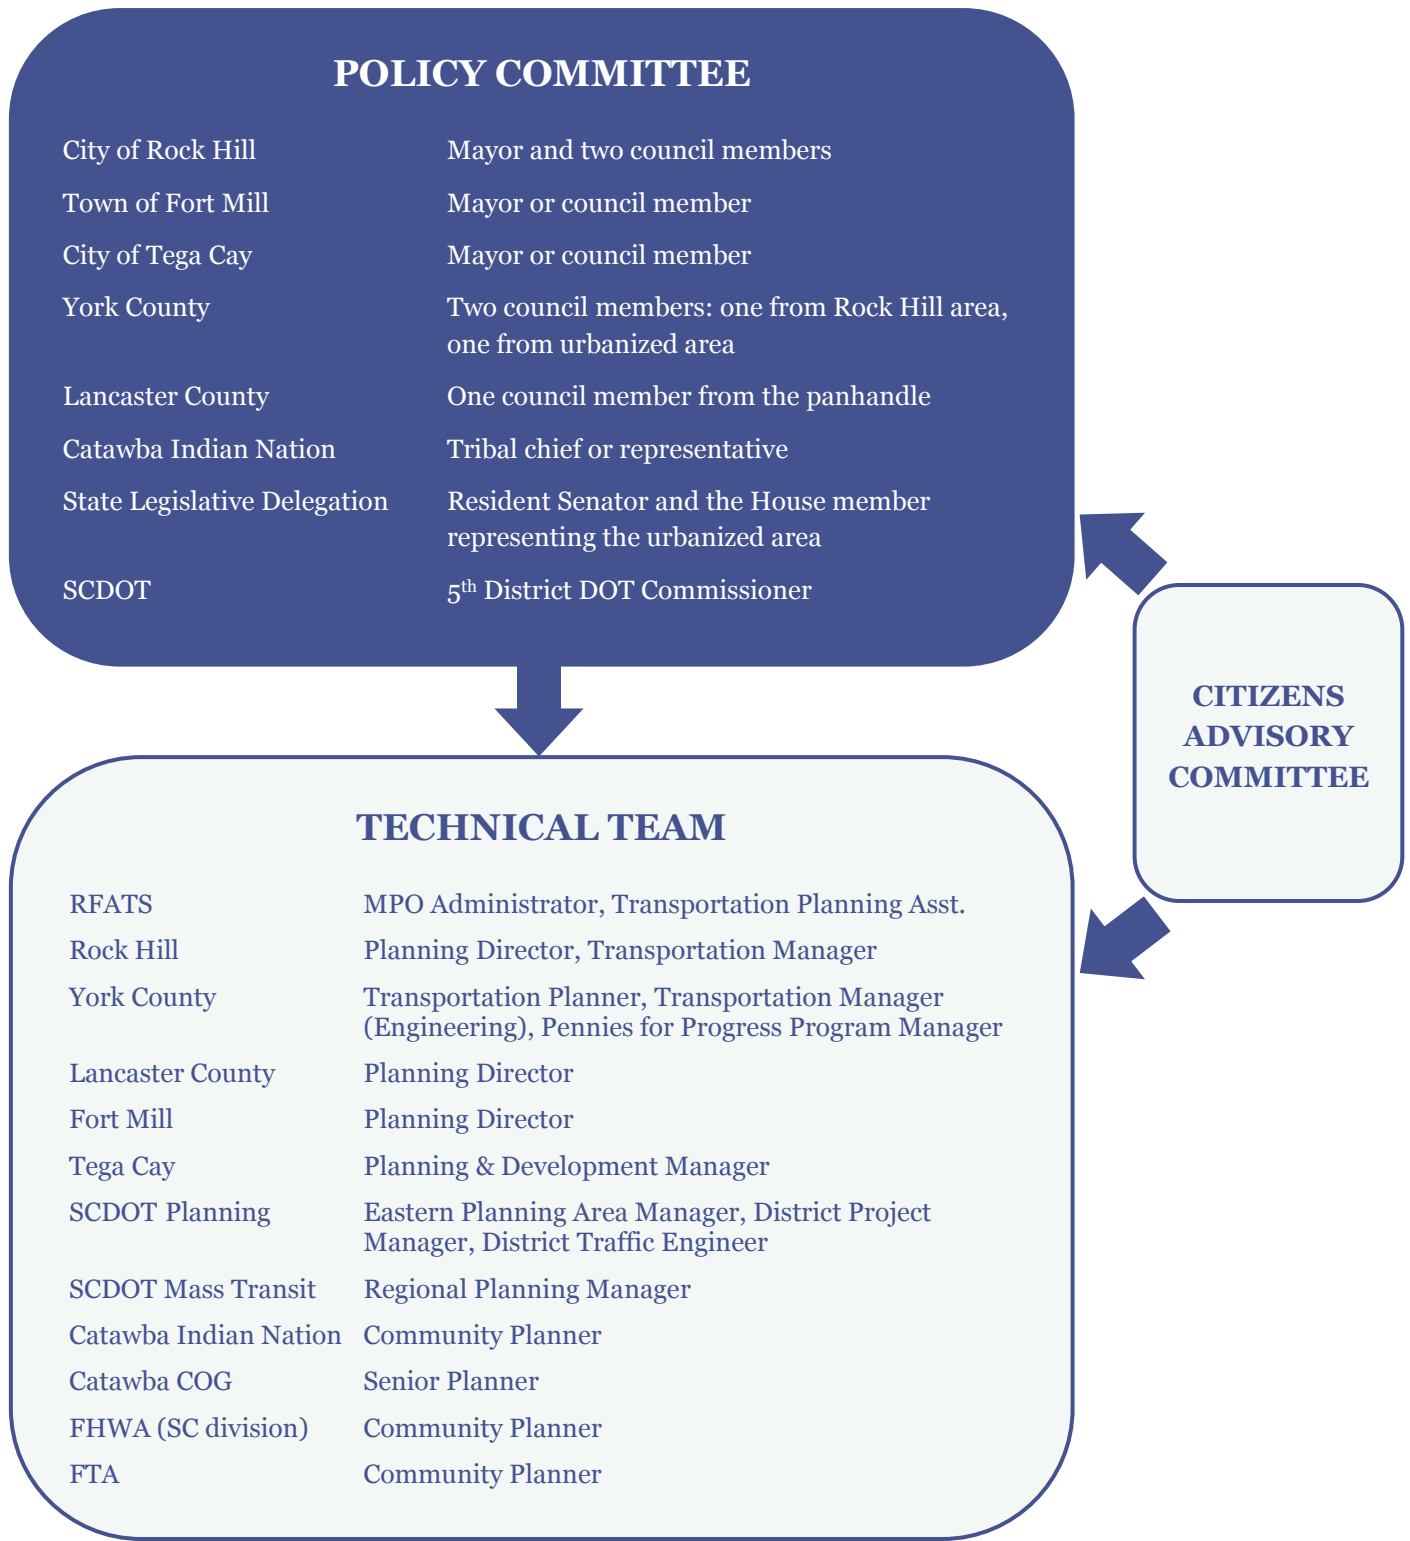 POLICY COMMITTEE
City of Rock Hill Mayor and two council members
Town of Fort Mill Mayor or council member
City of Tega Cay Mayor or council member
York County Two council members: one from Rock Hill area,
one from urbanized area
Lancaster County One council member from the panhandle
Catawba Indian Nation Tribal chief or representative
State Legislative Delegation Resident Senator and the House member
representing the urbanized area
SCDOT 5th District DOT Commissioner
CITIZENS
ADVISORY
COMMITTEE
TECHNICAL TEAM
RFATS MPO Administrator, Transportation Planning Asst.
Rock Hill Planning Director, Transportation Manager
York County Transportation Planner, Transportation Manager
(Engineering), Pennies for Progress Program Manager
Lancaster County Planning Director
Fort Mill Planning Director
Tega Cay Planning & Development Manager
SCDOT Planning Eastern Planning Area Manager, District Project
Manager, District Traffic Engineer
SCDOT Mass Transit Regional Planning Manager
Catawba Indian Nation Community Planner
Catawba COG Senior Planner
FHWA (SC division) Community Planner
FTA Community Planner